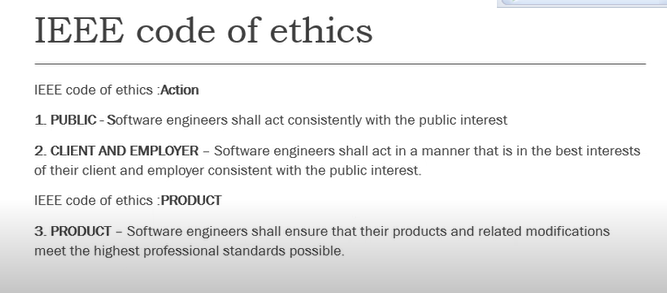 IEEE code of ethics
IEEE code of ethics :Action
1. PUBLIC - Software engineers shall act consistently with the public interest
2. CLIENT AND EMPLOYER – Software engineers shall act in a manner that is in the best interests
of their client and employer consistent with the public interest.
IEEE code of ethics :PRODUCT
3. PRODUCT – Software engineers shall ensure that their products and related modifications
meet the highest professional standards possible.